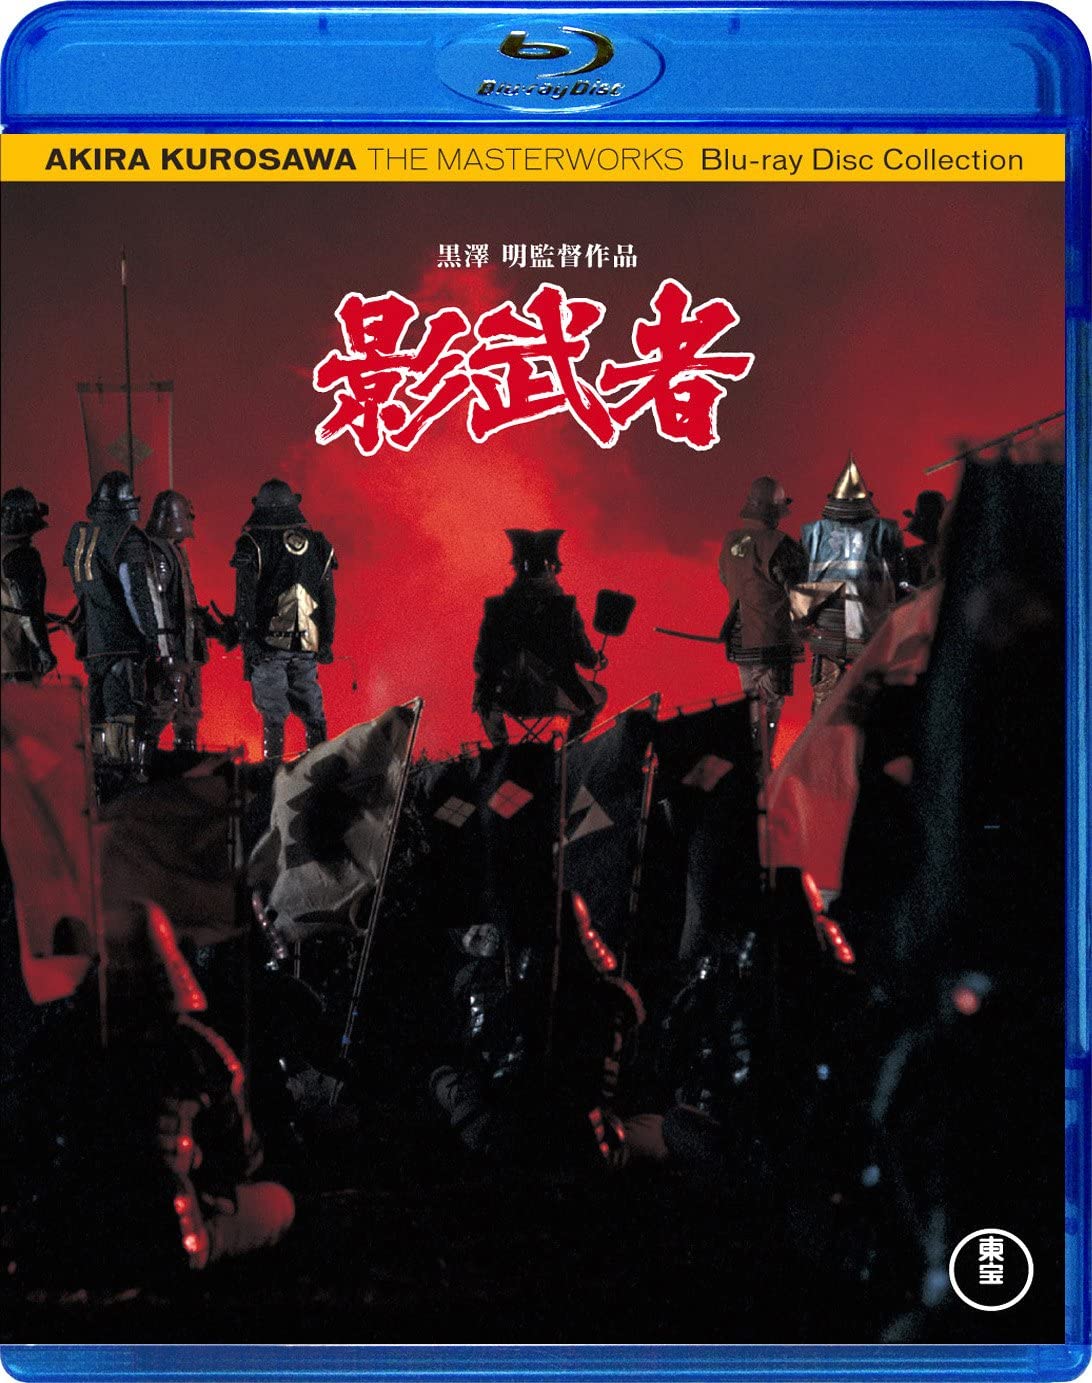 Blu-ray Disc
AKIRA KUROSAWA THE MASTERWORKS Blu-ray Disc Collection
黒澤 明監督作品
影武者
東宝